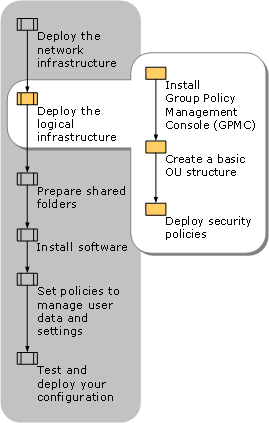 Deploy the
network
infrastructure
Deploy the
logical
infrastructure
Prepare shared
folders
Install software
Set policies to
manage user
data and
settings
Test and
deploy your
configuration
Install
Group Policy
Management
Console (GPMC)
Create a basic
OU structure
Deploy security
policies